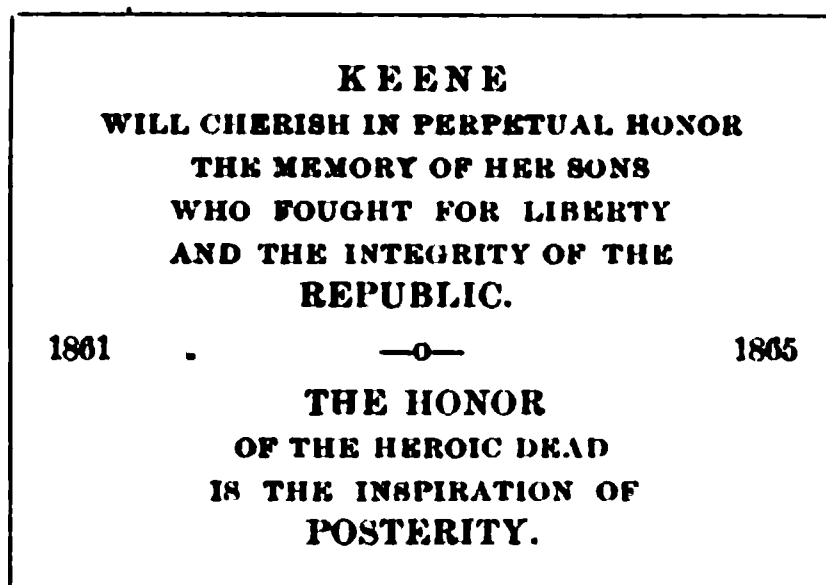 KEENE
WILL CHERISH IN PERPETUAL HONOR
THE MEMORY OF HER SONS
WHO FOUGHT FOR LIBERTY
AND THE INTEGRITY OF THE
REPUBLIC.
1861 —o— 1865
THE HONOR
OF THE HEROIC DEAD
IS THE INSPIRATION OF
POSTERITY.